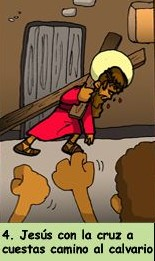 4. Jesús con la cruz a
cuestas camino al calvario